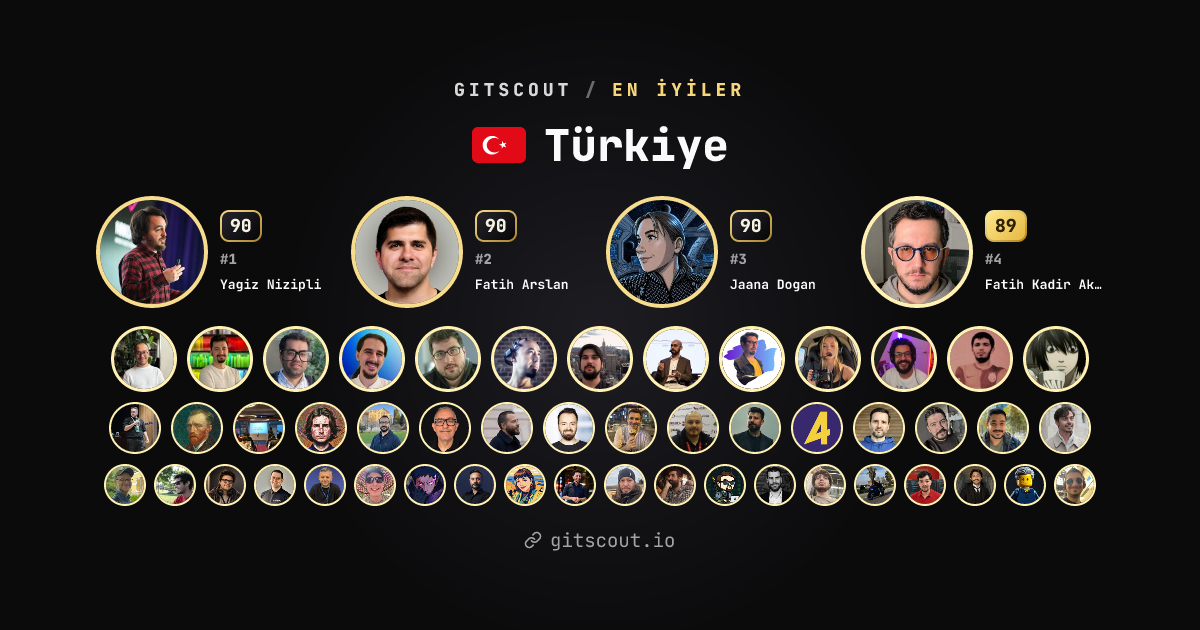 GITSCOUT / EN İYİLER
Türkiye
90
#1
Yagiz Nizipli
90
#2
Fatih Arslan
90
#3
Jaana Dogan
89
#4
Fatih Kadir Ak…
gitscout.io